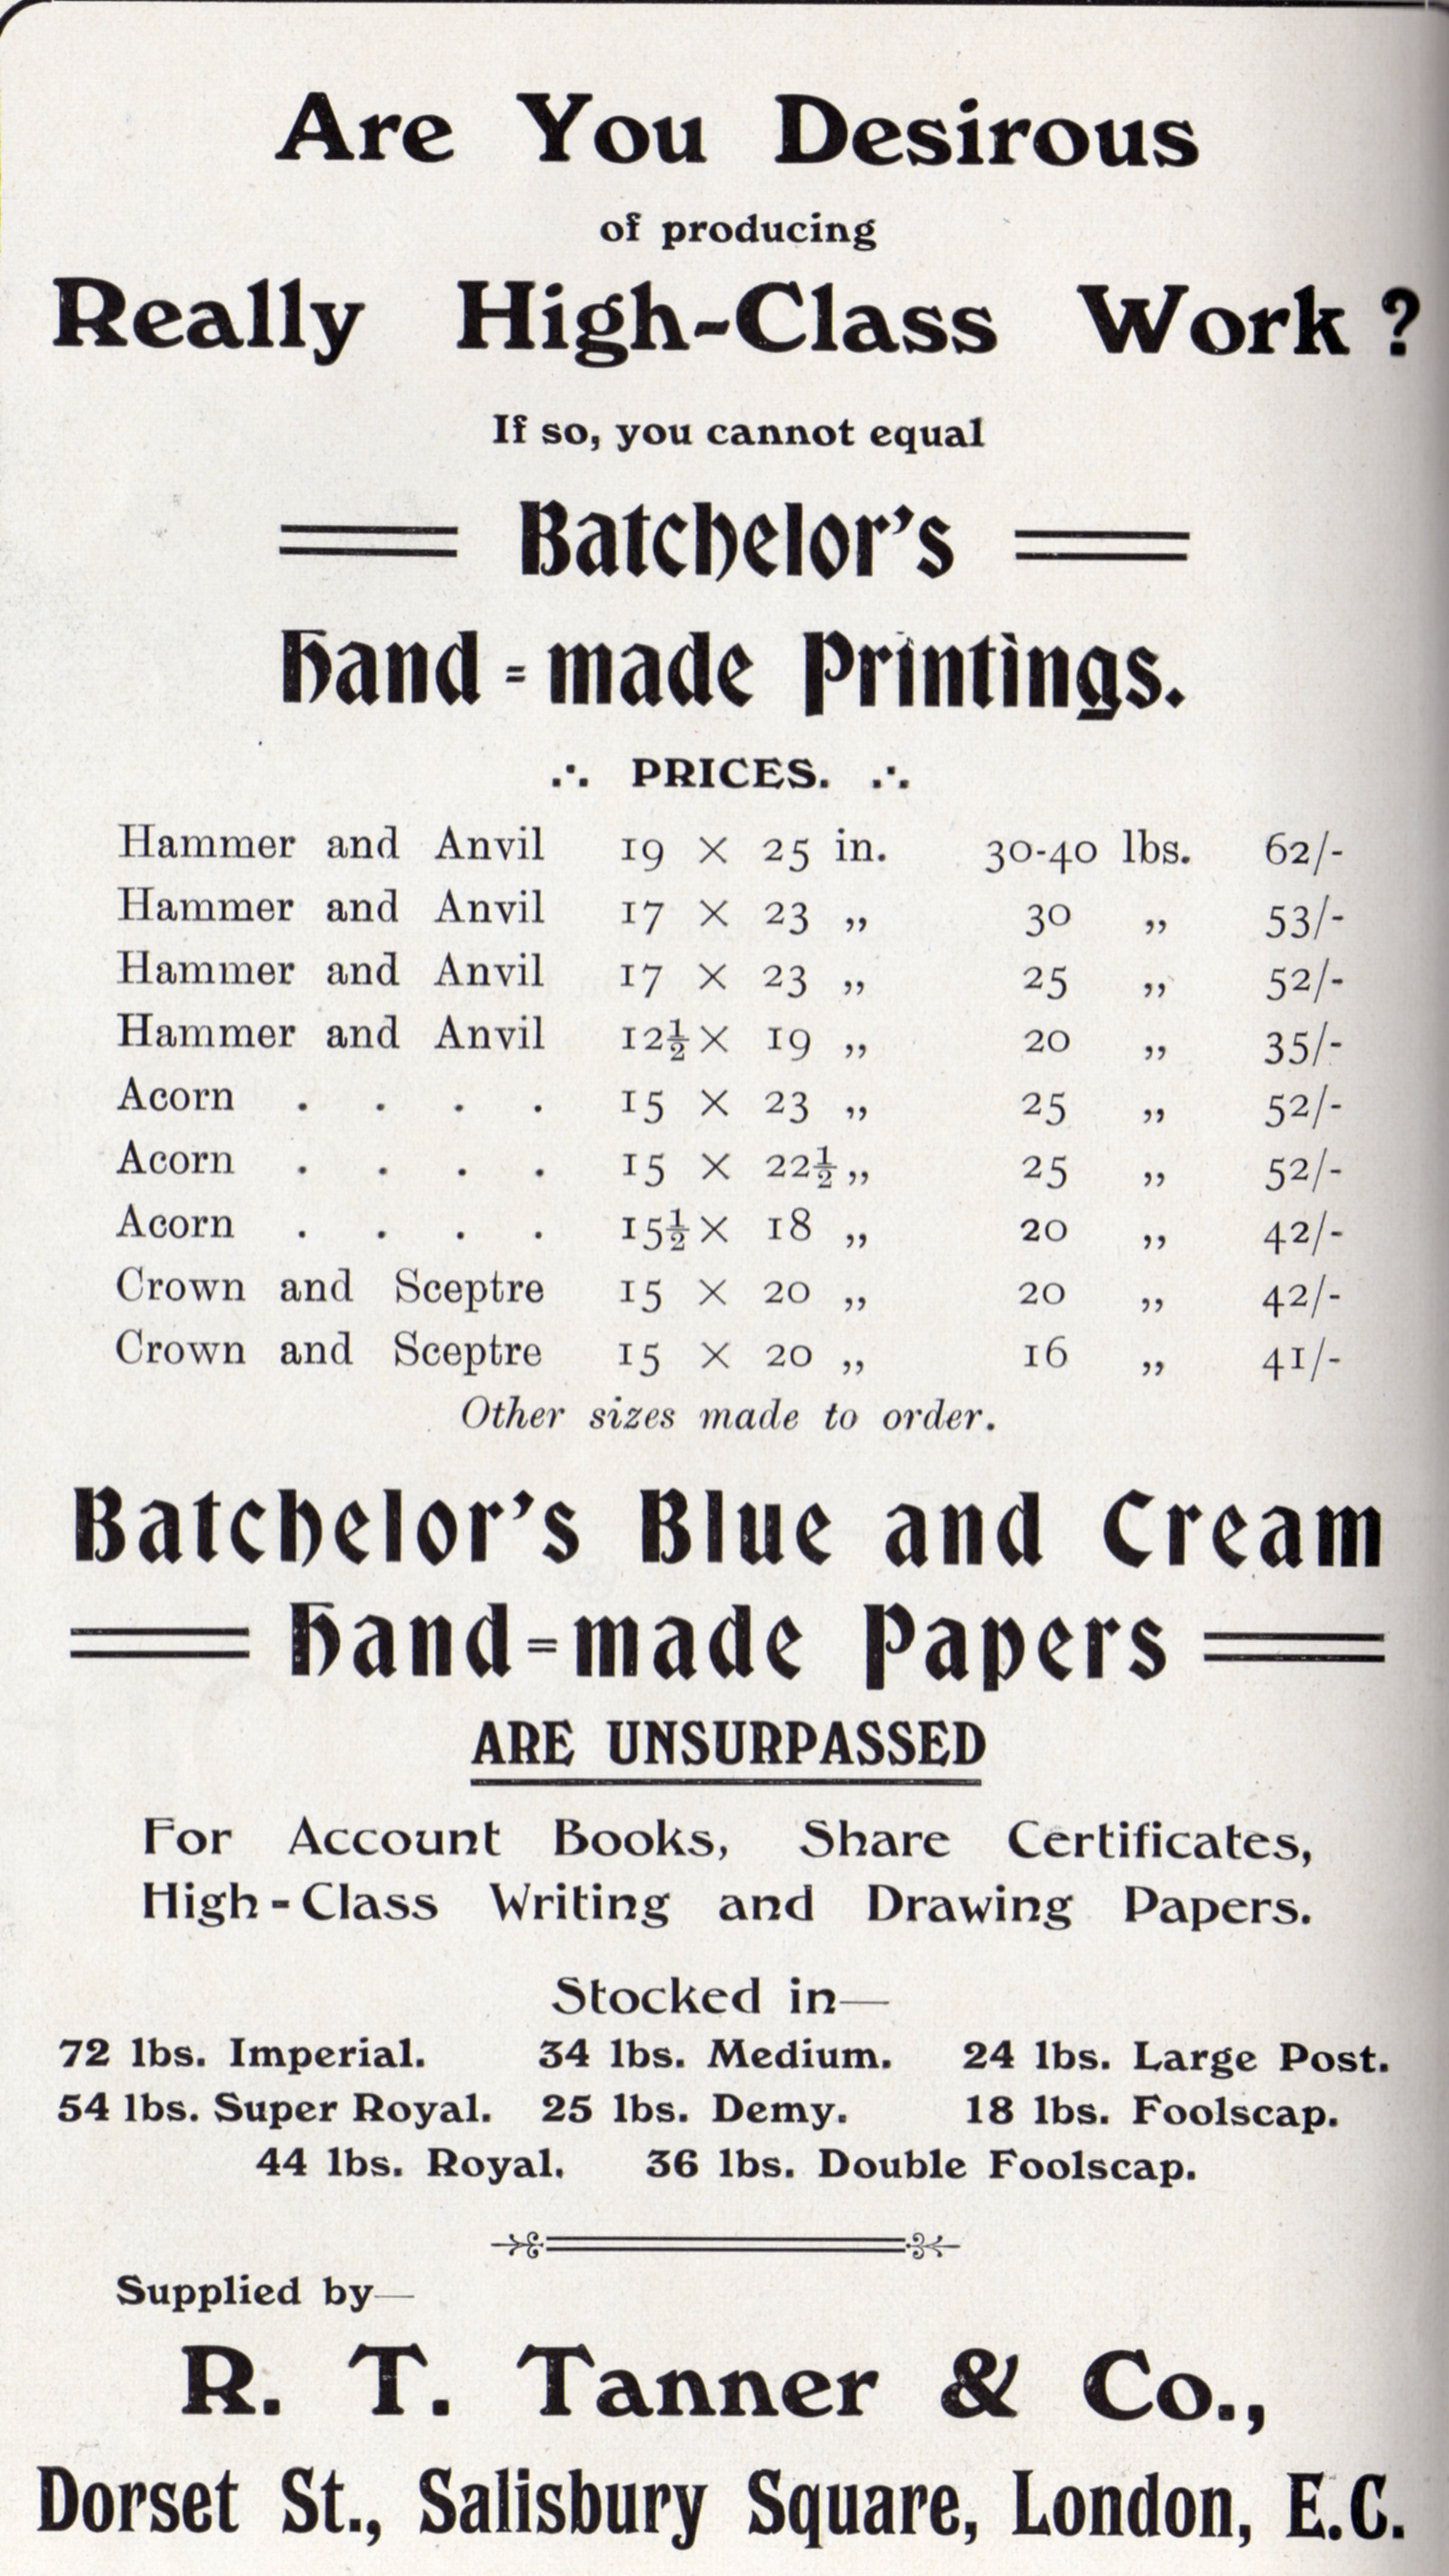 Are You Desirous
of producing
Really High-Class Work ?
If so, you cannot equal
Batchelor's
Hand-made Printings.
∴ PRICES. ∴
Hammer and Anvil 19 × 25 in. 30-40 lbs. 62/-
Hammer and Anvil 17 × 23 „ 30 „ 53/-
Hammer and Anvil 17 × 23 „ 25 „ 52/-
Hammer and Anvil 12½ × 19 „ 20 „ 35/-
Acorn . . . . 15 × 23 „ 25 „ 52/-
Acorn . . . . 15 × 22½ „ 25 „ 52/-
Acorn . . . . 15½ × 18 „ 20 „ 42/-
Crown and Sceptre 15 × 20 „ 20 „ 42/-
Crown and Sceptre 15 × 20 „ 16 „ 41/-
Other sizes made to order.
Batchelor's Blue and Cream
Hand-made Papers
ARE UNSURPASSED
For Account Books, Share Certificates,
High-Class Writing and Drawing Papers.
Stocked in—
72 lbs. Imperial. 34 lbs. Medium. 24 lbs. Large Post.
54 lbs. Super Royal. 25 lbs. Demy. 18 lbs. Foolscap.
44 lbs. Royal. 36 lbs. Double Foolscap.
Supplied by—
R. T. Tanner & Co.,
Dorset St., Salisbury Square, London, E.C.